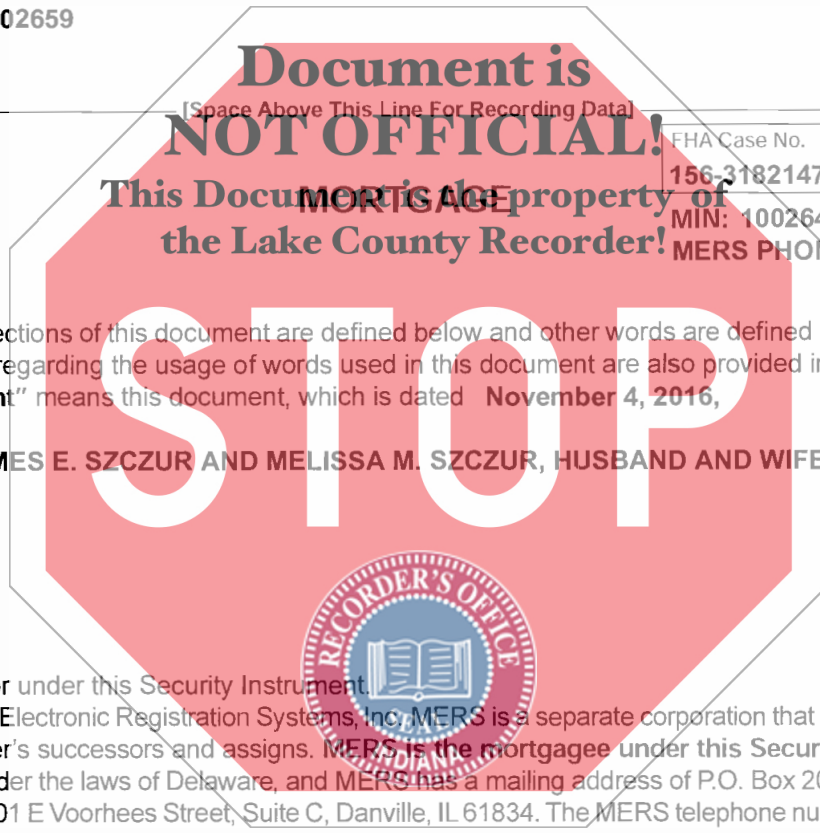 02659
Document is
[Space Above This Line For Recording Data]
NOT OFFICIAL!
FHA Case No.
156-3182147
This Document is the property of
MORTGAGE
MIN: 10026
the Lake County Recorder!
MERS PHO
ections of this document are defined below and other words are defined
regarding the usage of words used in this document are also provided i
nt" means this document, which is dated November 4, 2016,
STOP
MES E. SZCZUR AND MELISSA M. SZCZUR, HUSBAND AND WIFE
RECORDER'S OFFICE
r under this Security Instrument.
Electronic Registration Systems, Inc. MERS is a separate corporation that
SEAL
er's successors and assigns. MERS is the mortgagee under this Secur
INDIANA
der the laws of Delaware, and MERS has a mailing address of P.O. Box 20
01 E Voorhees Street, Suite C, Danville, IL 61834. The MERS telephone nu